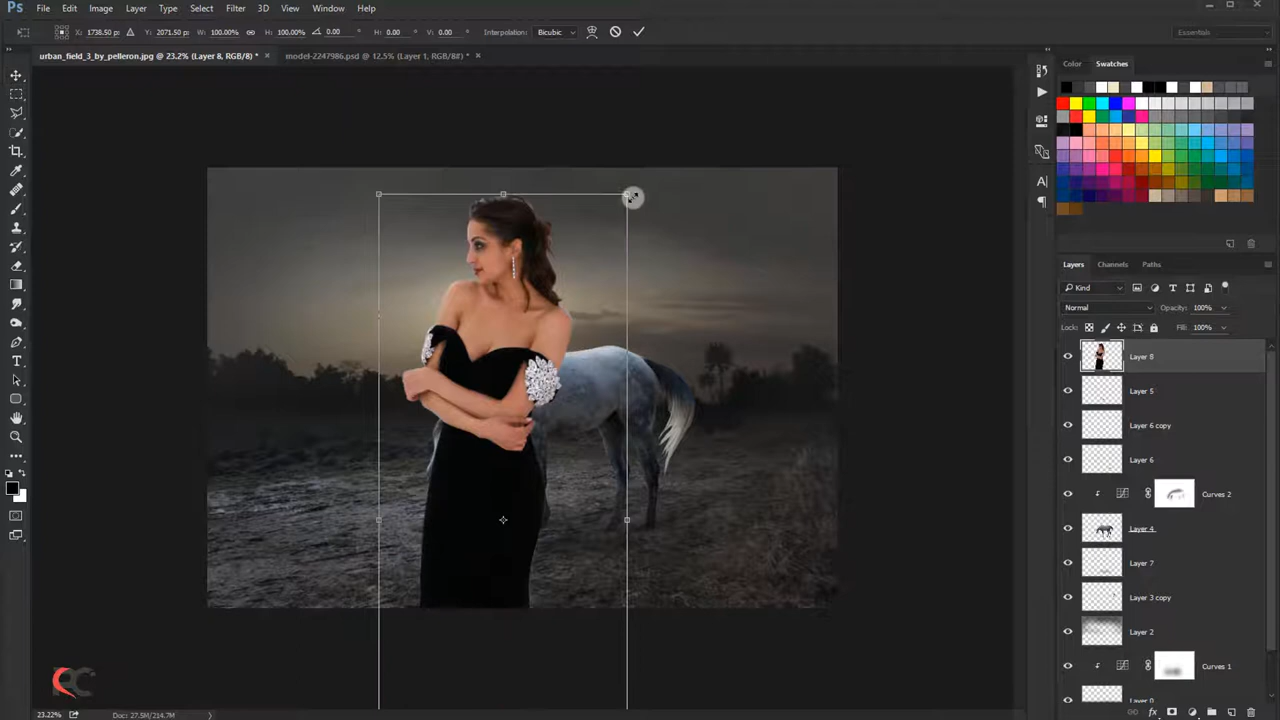 Ps File Edit Image Layer Type Select Filter 3D View Window Help
X: 1738.50 px Y: 2071.50 px W: 100.00% H: 100.00% 0.00 ° H: 0.00 ° V: 0.00 ° Interpolation: Bicubic Essentials
urban_field_3_by_pelleron.jpg @ 23.2% (Layer 8, RGB/8) * × model-2247986.psd @ 12.5% (Layer 1, RGB/8#) * ×
Color Swatches
Layers Channels Paths
Kind
Normal Opacity: 100%
Lock: Fill: 100%
Layer 8
Layer 5
Layer 6 copy
Layer 6
Curves 2
Layer 4
Layer 7
Layer 3 copy
Layer 2
Curves 1
Layer 0
RC
23.22% Doc: 27.5M/214.7M